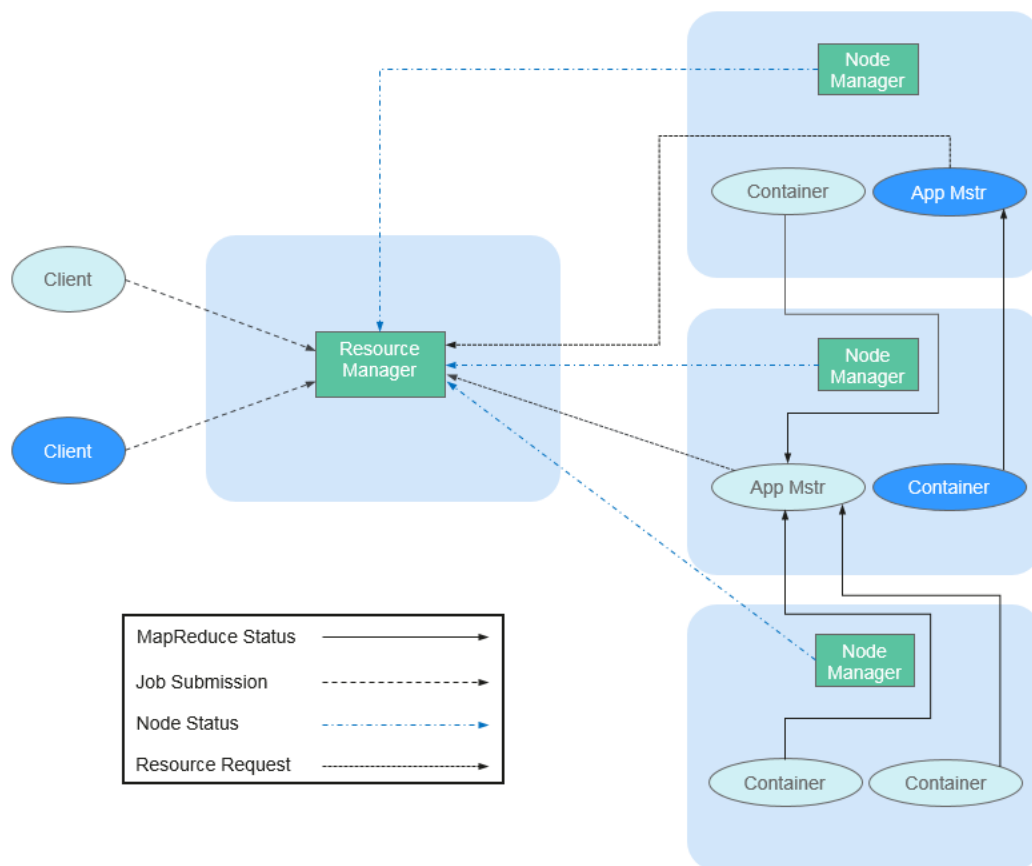 Node
Manager
Container
App Mstr
Client
Resource
Manager
Node
Manager
Client
App Mstr
Container
MapReduce Status
Job Submission
Node Status
Resource Request
Node
Manager
Container
Container